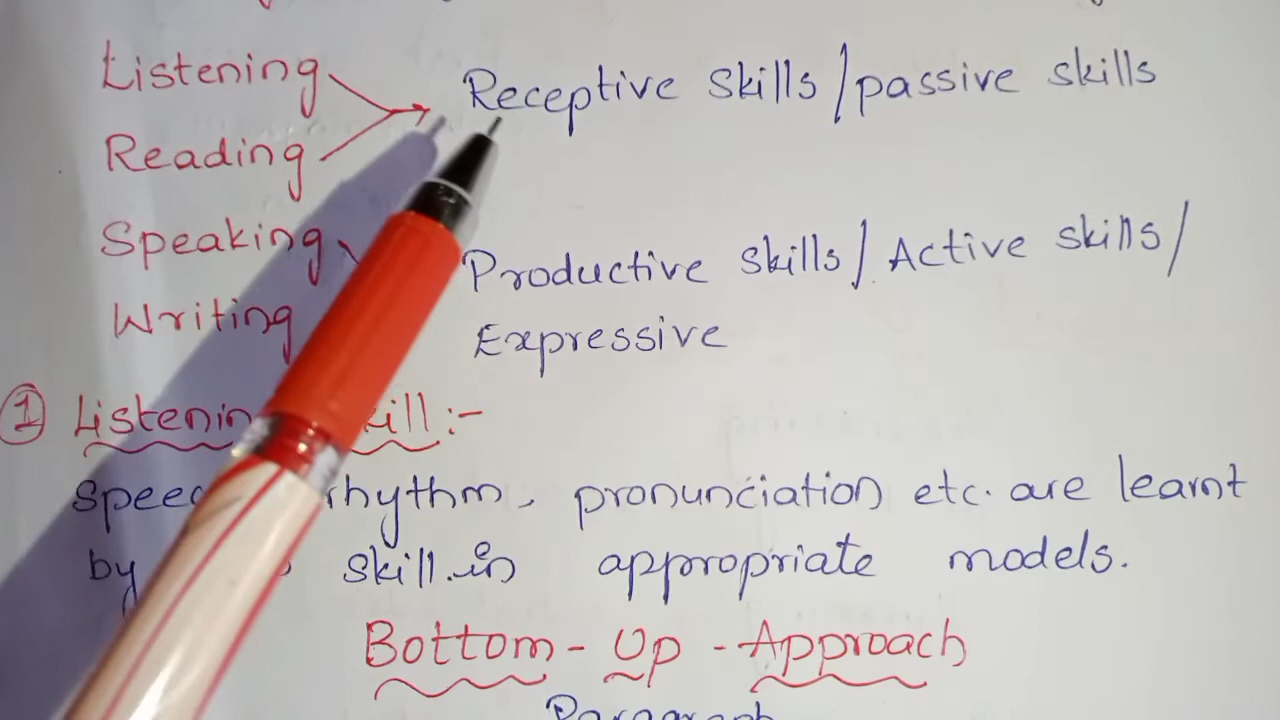 Listening
Reading
Receptive skills / passive skills
Speaking
Writing
Productive skills / Active skills /
Expressive
① Listenin kill :-
rhythm, pronunciation etc. are learnt
by skill. in appropriate models.
Bottom - Up - Approach
Paragraph